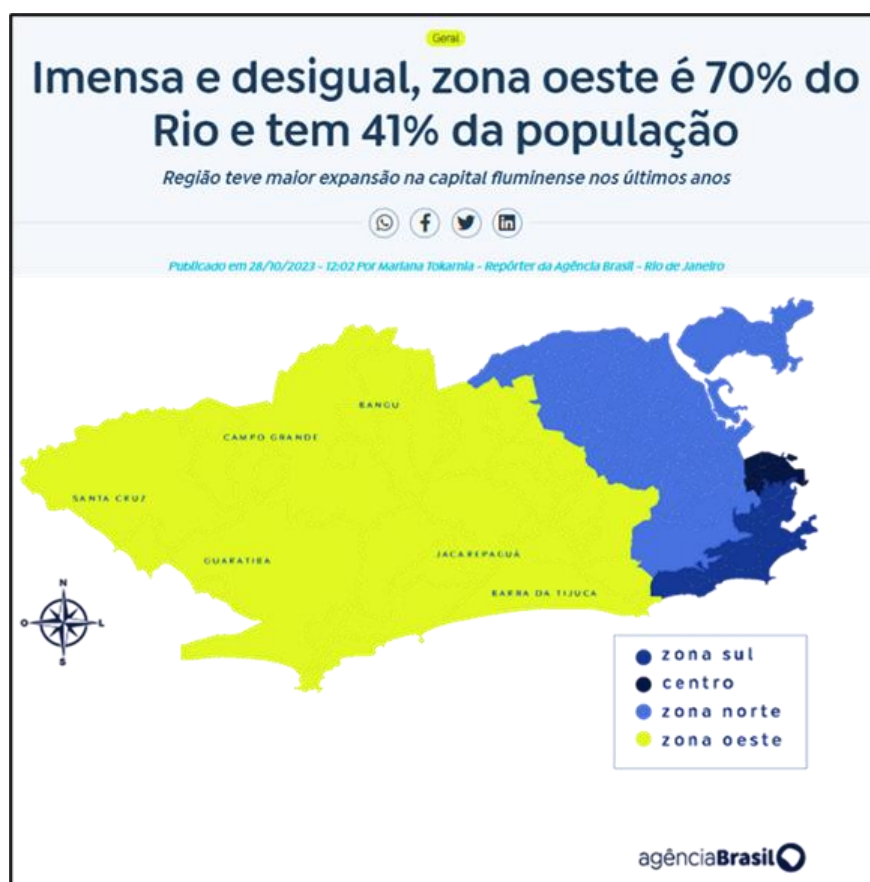 Geral
Imensa e desigual, zona oeste é 70% do
Rio e tem 41% da população
Região teve maior expansão na capital fluminense nos últimos anos
Publicado em 28/10/2023 - 12:02 Por Mariana Tokarnia - Repórter da Agência Brasil - Rio de Janeiro
BANGU
CAMPO GRANDE
SANTA CRUZ
GUARATIBA
JACAREPAGUÁ
BARRA DA TIJUCA
N
O L
S
zona sul
centro
zona norte
zona oeste
agênciaBrasil